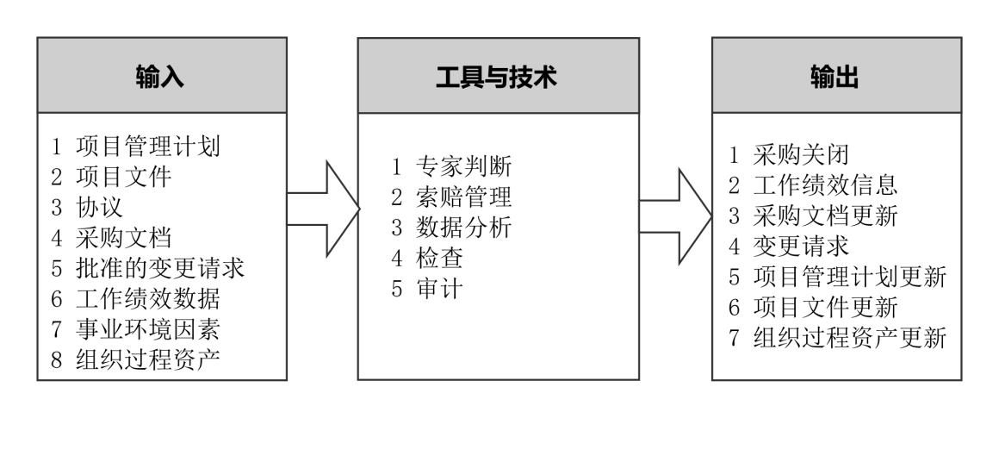 输入
1 项目管理计划
2 项目文件
3 协议
4 采购文档
5 批准的变更请求
6 工作绩效数据
7 事业环境因素
8 组织过程资产
工具与技术
1 专家判断
2 索赔管理
3 数据分析
4 检查
5 审计
输出
1 采购关闭
2 工作绩效信息
3 采购文档更新
4 变更请求
5 项目管理计划更新
6 项目文件更新
7 组织过程资产更新